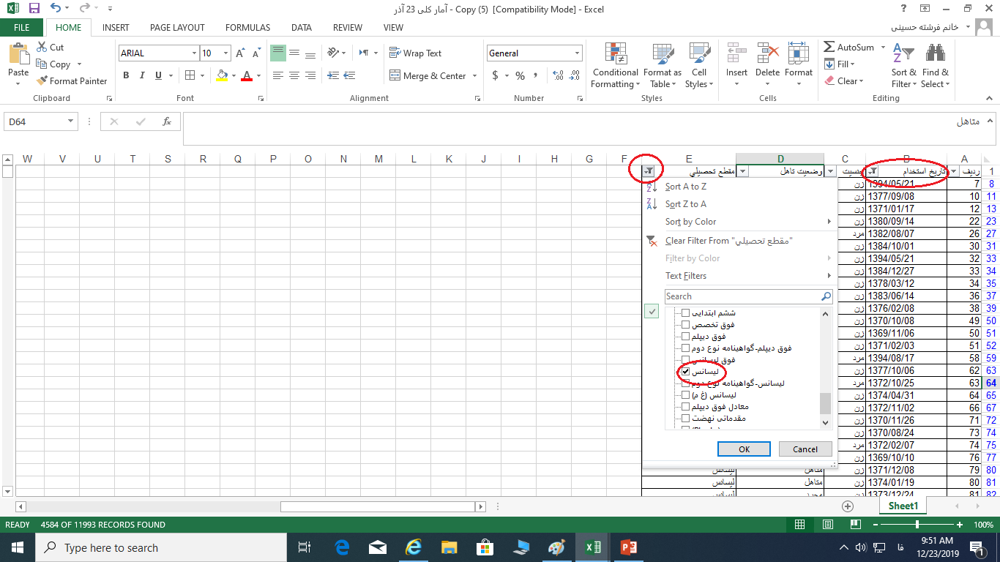 آمار کلی 23 آذر - Copy (5) [Compatibility Mode] - Excel
FILE HOME INSERT PAGE LAYOUT FORMULAS DATA REVIEW VIEW خانم فرشته حسینی
Paste
Cut
Copy
Format Painter
Clipboard
ARIAL 10
B I U
Font
Wrap Text
Merge & Center
Alignment
General
$ % ,
Number
Conditional Formatting
Format as Table
Cell Styles
Styles
Insert
Delete
Format
Cells
AutoSum
Fill
Clear
Sort & Filter
Find & Select
Editing
D64 fx متاهل
W V U T S R Q P O N M L K J I H G F E D C B A
مقطع تحصيلي وضعیت تاهل تاریخ استخدام ردیف 1
زن 1394/05/21 7 8
زن 1377/09/08 10 11
زن 1371/01/17 12 13
زن 1380/09/14 22 23
مرد 1382/08/07 26 27
زن 1384/10/01 30 31
زن 1394/05/21 32 33
زن 1384/12/27 33 34
زن 1378/03/12 34 35
زن 1383/06/14 36 37
زن 1376/02/08 38 39
زن 1370/10/08 49 50
زن 1369/11/06 50 51
زن 1371/02/03 51 52
مرد 1394/08/17 58 59
زن 1377/10/06 62 63
مرد 1372/10/25 63 64
زن 1374/04/31 64 65
زن 1372/11/02 66 67
زن 1370/11/26 71 72
زن 1370/08/24 73 74
مرد 1372/02/07 74 75
زن 1369/10/10 76 77
لیسانس متاهل زن 1371/12/08 79 80
لیسانس متاهل زن 1374/01/19 80 81
لیسانس مجرد زن 1373/12/24 81 82
Sort A to Z
Sort Z to A
Sort by Color
Clear Filter From "مقطع تحصيلي"
Filter by Color
Text Filters
Search
ششم ابتدایی
فوق تخصص
فوق دیپلم
فوق دیپلم-گواهینامه نوع دوم
فوق لیسانس
لیسانس
لیسانس-گواهینامه نوع دوم
لیسانس (غ م)
معادل فوق دیپلم
مقدماتی نهضت
OK Cancel
Sheet1
READY 4584 OF 11993 RECORDS FOUND 100%
Type here to search
فا
9:51 AM
12/23/2019
1